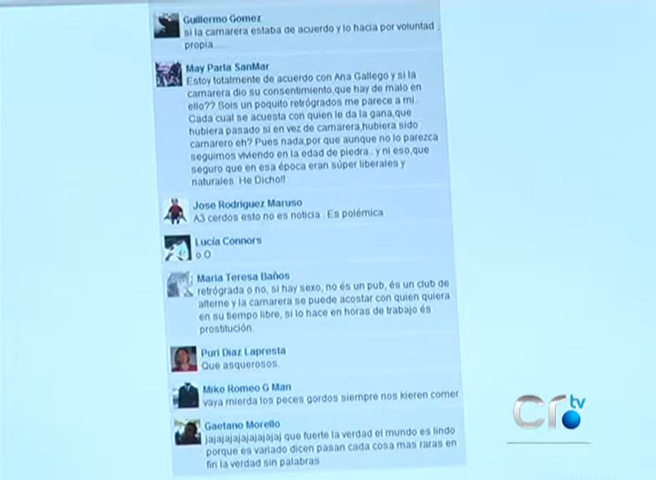 Guillermo Gomez
si la camarera estaba de acuerdo y lo hacia por voluntad
propia.....
May Parla SanMar
Estoy totalmente de acuerdo con Ana Gallego y si la
camarera dio su consentimiento,que hay de malo en
ello?? Sois un poquito retrógrados me parece a mi.
Cada cual se acuesta con quien le da la gana,que
hubiera pasado si en vez de camarera,hubiera sido
camarero eh? Pues nada,por que aunque no lo parezca
seguimos viviendo en la edad de piedra.. y ni eso,que
seguro que en esa época eran súper liberales y
naturales. He Dicho!!
Jose Rodriguez Maruso
A3 cerdos esto no es noticia . Es polémica
Lucia Connors
o.O
Maria Teresa Baños
retrógrada o no, si hay sexo, no és un pub, és un club de
alterne y la camarera se puede acostar con quien quiera
en su tiempo libre, si lo hace en horas de trabajo és
prostitución.
Puri Diaz Lapresta
Que asquerosos.
Mike Romeo G Man
vaya mierda los peces gordos siempre nos kieren comer
Gaetano Morello
jajajajajajajajajaj que fuerte la verdad el mundo es lindo
porque es variado dicen pasan cada cosa mas raras en
fin la verdad sin palabras
crtv